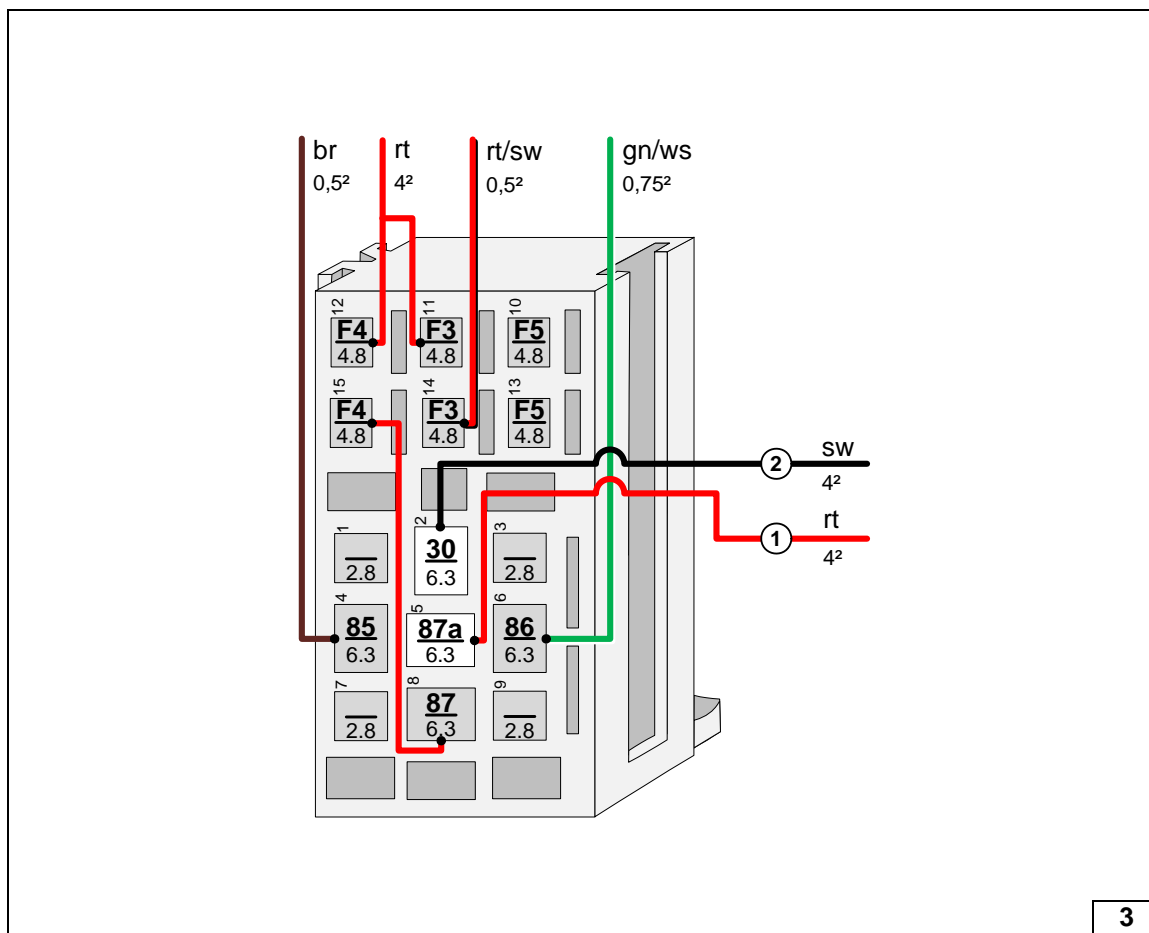 br rt rt/sw gn/ws
0,5² 4² 0,5² 0,75²
12 11 10
F4 F3 F5
4.8 4.8 4.8
15 14 13
F4 F3 F5
4.8 4.8 4.8
2 sw
4²
rt
1
4²
1 2 3
30
2.8 6.3 2.8
4 5 6
85 87a 86
6.3 6.3 6.3
7 8 9
87
2.8 6.3 2.8
3